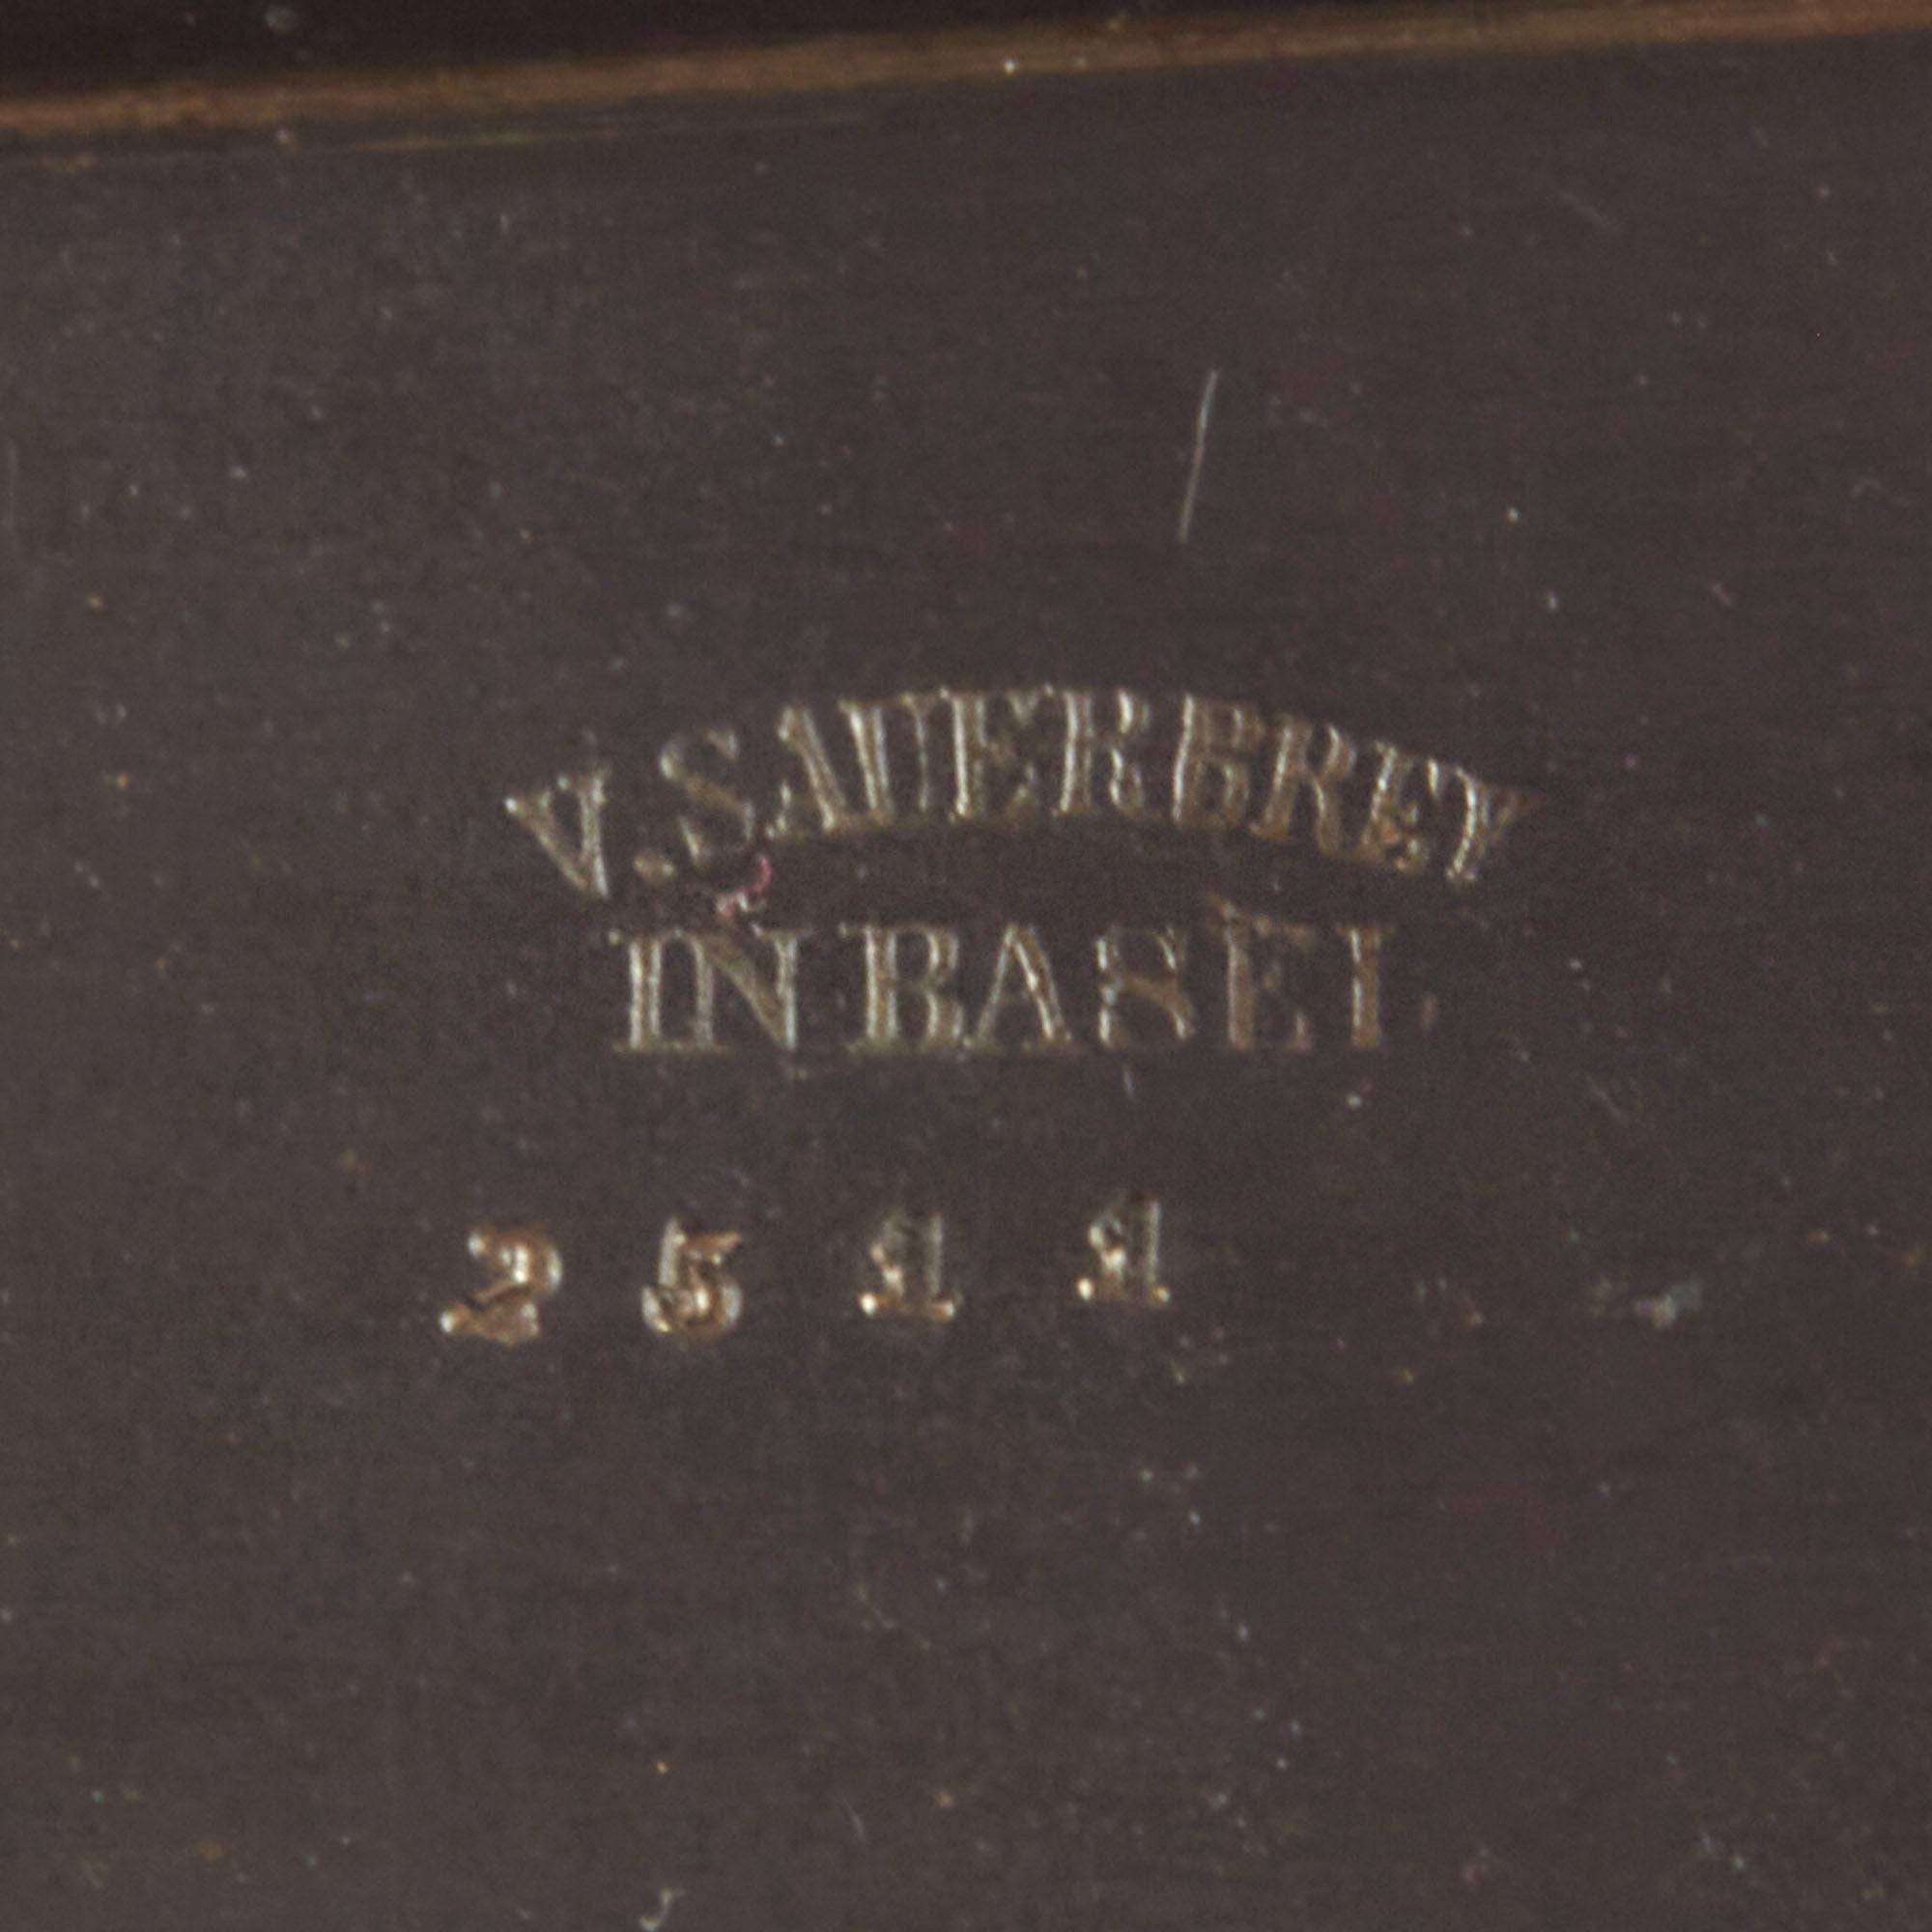 V. SAUERBREY
IN BASEL
2511